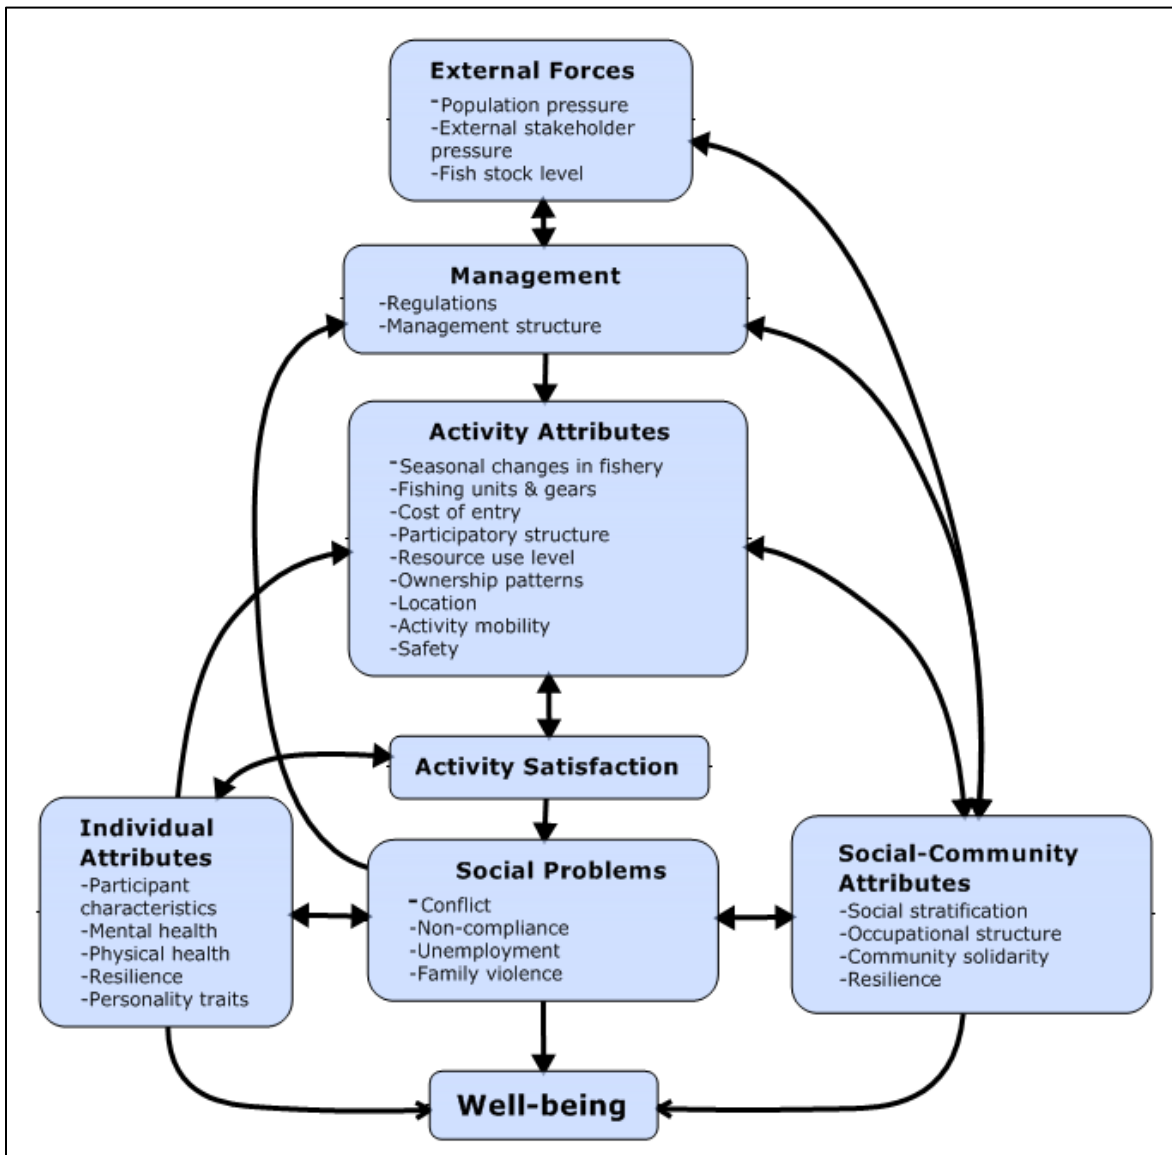 External Forces
-Population pressure
-External stakeholder
pressure
-Fish stock level
Management
-Regulations
-Management structure
Activity Attributes
-Seasonal changes in fishery
-Fishing units & gears
-Cost of entry
-Participatory structure
-Resource use level
-Ownership patterns
-Location
-Activity mobility
-Safety
Activity Satisfaction
Individual
Attributes
-Participant
characteristics
-Mental health
-Physical health
-Resilience
-Personality traits
Social Problems
-Conflict
-Non-compliance
-Unemployment
-Family violence
Social-Community
Attributes
-Social stratification
-Occupational structure
-Community solidarity
-Resilience
Well-being